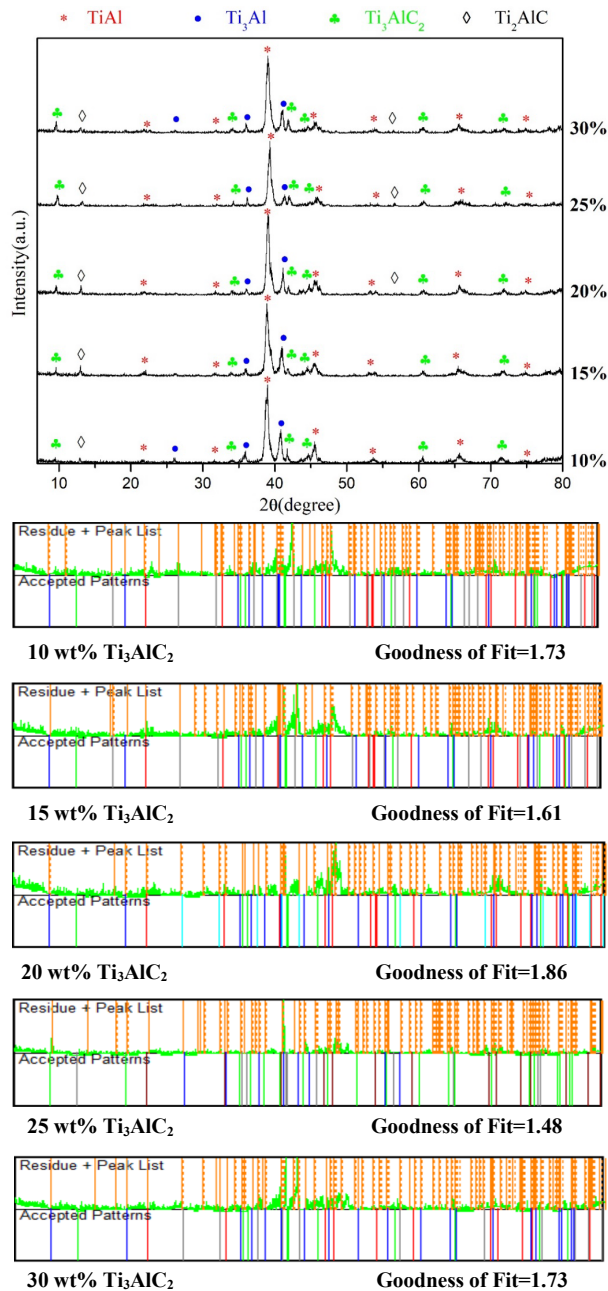 * TiAl • Ti₃Al ♣ Ti₃AlC₂ ◊ Ti₂AlC
30%
25%
20%
15%
10%
Intensity(a.u.)
10 20 30 40 50 60 70 80
2θ(degree)
Residue + Peak List
Accepted Patterns
10 wt% Ti₃AlC₂ Goodness of Fit=1.73
Residue + Peak List
Accepted Patterns
15 wt% Ti₃AlC₂ Goodness of Fit=1.61
Residue + Peak List
Accepted Patterns
20 wt% Ti₃AlC₂ Goodness of Fit=1.86
Residue + Peak List
Accepted Patterns
25 wt% Ti₃AlC₂ Goodness of Fit=1.48
Residue + Peak List
Accepted Patterns
30 wt% Ti₃AlC₂ Goodness of Fit=1.73